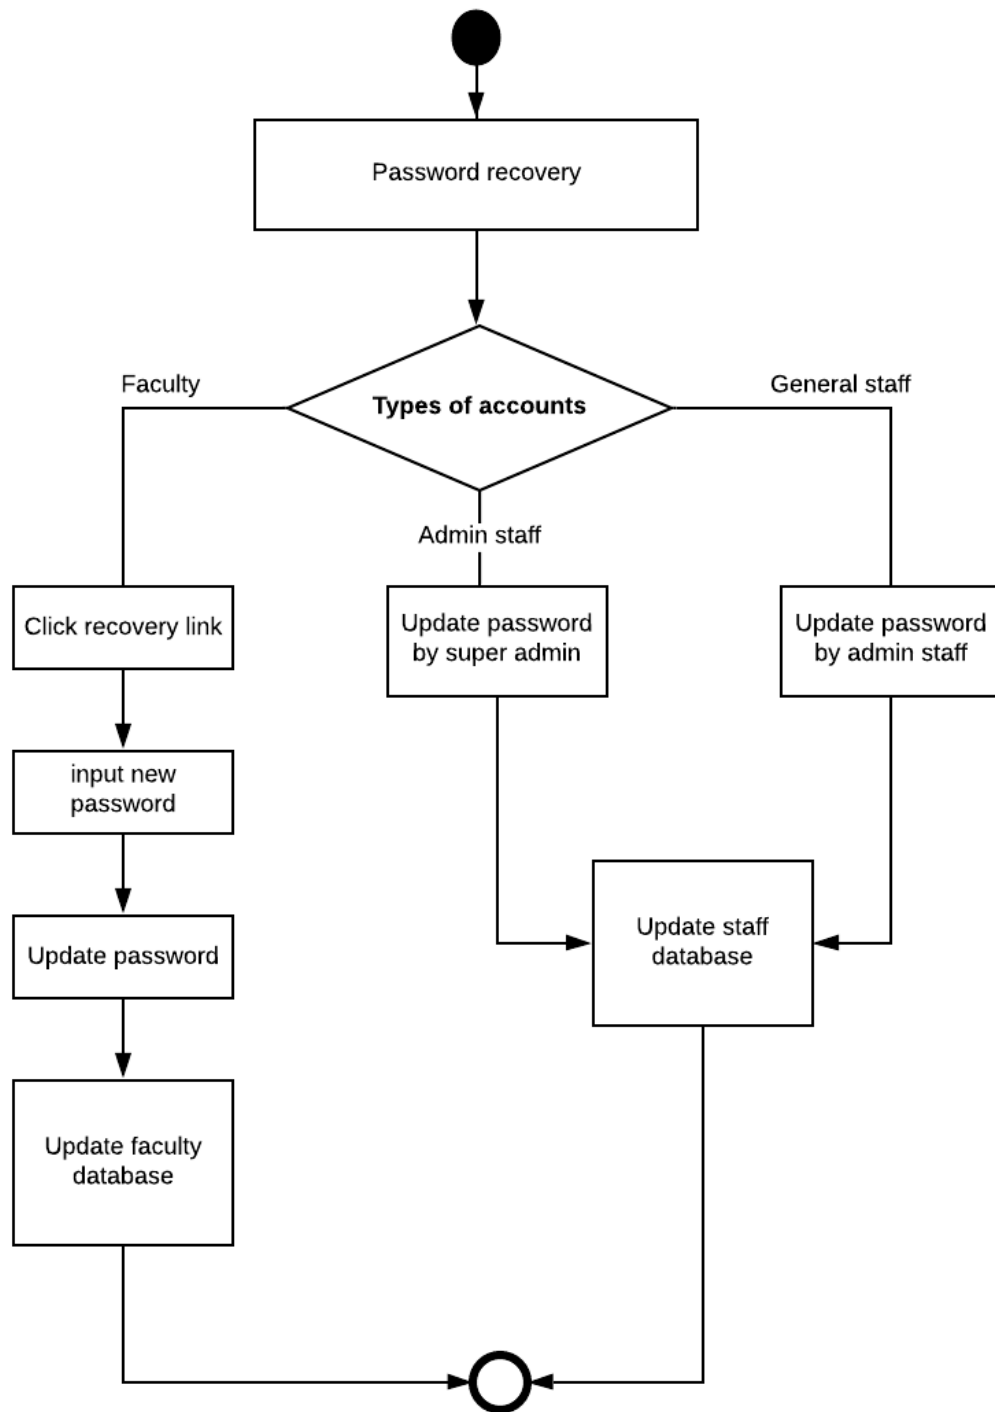 Password recovery
Faculty
Types of accounts
General staff
Admin staff
Click recovery link
Update password
by super admin
Update password
by admin staff
input new
password
Update password
Update staff
database
Update faculty
database